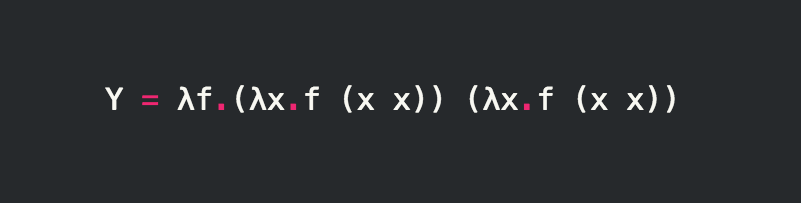 Y = λf.(λx.f (x x)) (λx.f (x x))